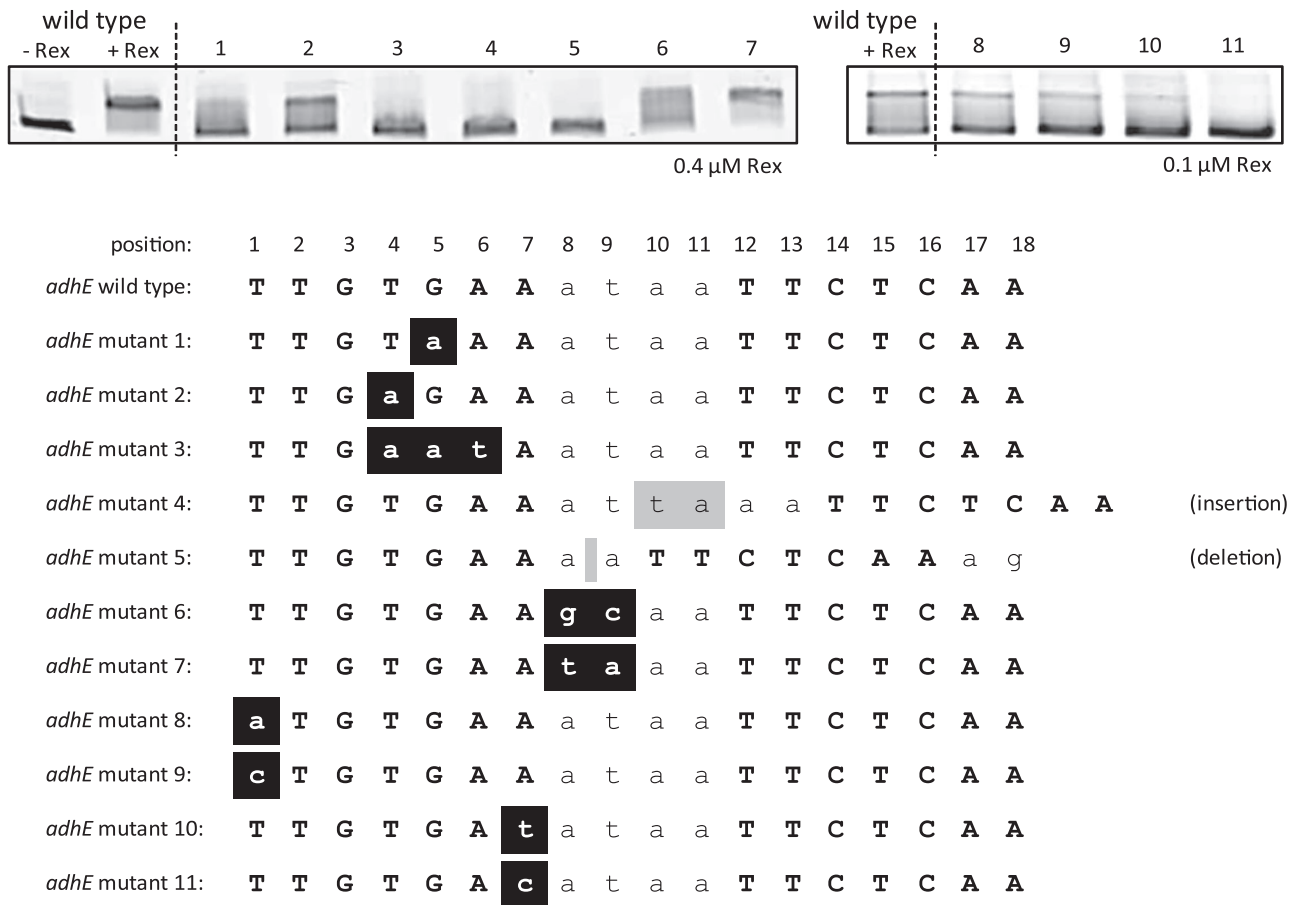 wild type wild type
- Rex + Rex 1 2 3 4 5 6 7 + Rex 8 9 10 11
0.4 µM Rex 0.1 µM Rex
position: 1 2 3 4 5 6 7 8 9 10 11 12 13 14 15 16 17 18
adhE wild type: T T G T G A A a t a a T T C T C A A
adhE mutant 1: T T G T a A A a t a a T T C T C A A
adhE mutant 2: T T G a G A A a t a a T T C T C A A
adhE mutant 3: T T G a a t A a t a a T T C T C A A
adhE mutant 4: T T G T G A A a t t a a a T T C T C A A (insertion)
adhE mutant 5: T T G T G A A a a T T C T C A A a g (deletion)
adhE mutant 6: T T G T G A A g c a a T T C T C A A
adhE mutant 7: T T G T G A A t a a a T T C T C A A
adhE mutant 8: a T G T G A A a t a a T T C T C A A
adhE mutant 9: c T G T G A A a t a a T T C T C A A
adhE mutant 10: T T G T G A t a t a a T T C T C A A
adhE mutant 11: T T G T G A c a t a a T T C T C A A